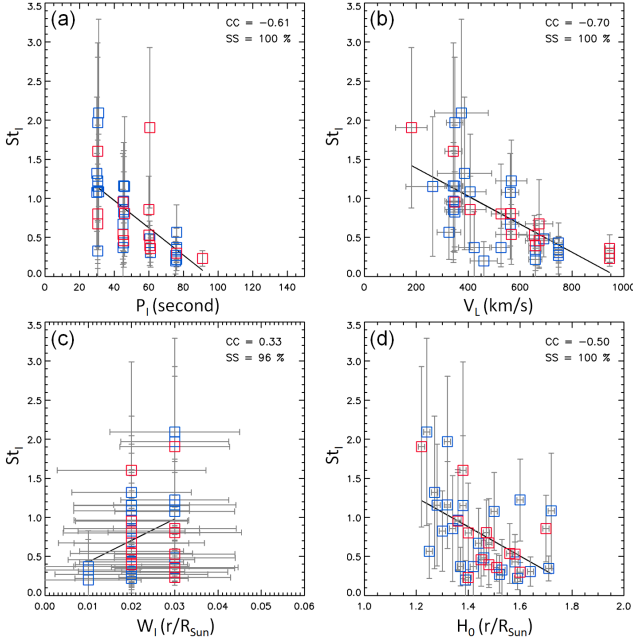 (a)
CC = −0.61
SS = 100 %
3.5
3.0
2.5
2.0
1.5
1.0
0.5
0.0
St_I
0 20 40 60 80 100 120 140
P_I (second)
(b)
CC = −0.70
SS = 100 %
3.5
3.0
2.5
2.0
1.5
1.0
0.5
0.0
St_I
0 200 400 600 800 1000
V_L (km/s)
(c)
CC = 0.33
SS = 96 %
3.5
3.0
2.5
2.0
1.5
1.0
0.5
0.0
St_I
0.00 0.01 0.02 0.03 0.04 0.05 0.06
W_I (r/R_Sun)
(d)
CC = −0.50
SS = 100 %
3.5
3.0
2.5
2.0
1.5
1.0
0.5
0.0
St_I
1.0 1.2 1.4 1.6 1.8 2.0
H_0 (r/R_Sun)